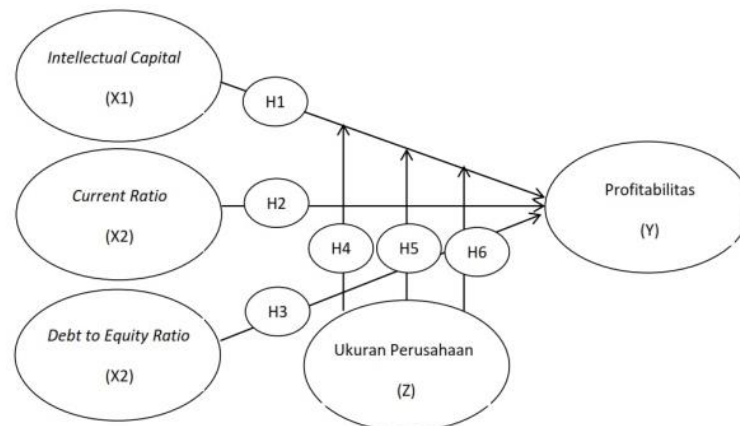 Intellectual Capital
(X1)
H1
Current Ratio
(X2)
H2
Profitabilitas
(Y)
H4
H5
H6
Debt to Equity Ratio
(X2)
H3
Ukuran Perusahaan
(Z)